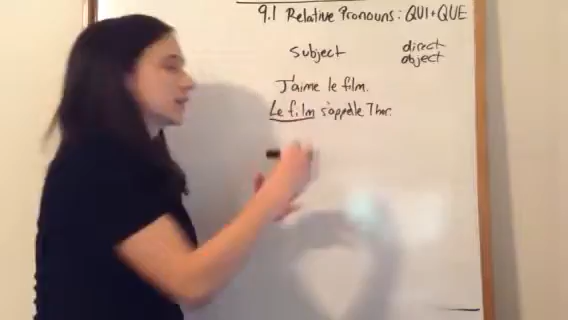 9.1 Relative Pronouns: QUI + QUE
Subject
direct
object
J'aime le film.
Le film s'appelle Thor.